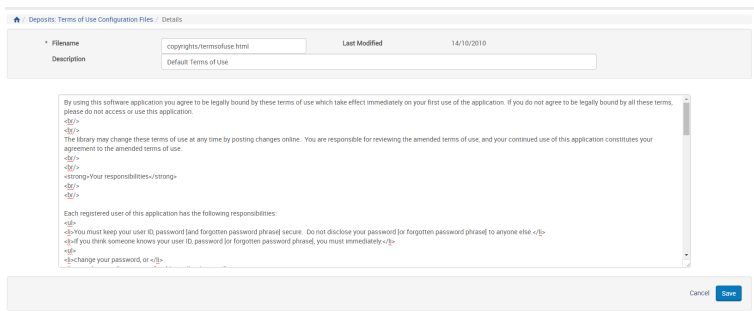 Deposits: Terms of Use Configuration Files / Details
* Filename copyrights/termsofuse.html Last Modified 14/10/2010
Description Default Terms of Use
By using this software application you agree to be legally bound by these terms of use which take effect immediately on your first use of the application. If you do not agree to be legally bound by all these terms,
please do not access or use this application.
<br/>
<br/>
The library may change these terms of use at any time by posting changes online.  You are responsible for reviewing the amended terms of use, and your continued use of this application constitutes your
agreement to the amended terms of use.
<br/>
<br/>
<strong>Your responsibilities</strong>
<br/>
<br/>
Each registered user of this application has the following responsibilities:
<ul>
<li>You must keep your user ID, password [and forgotten password phrase] secure.  Do not disclose your password [or forgotten password phrase] to anyone else.</li>
<li>If you think someone knows your user ID, password [or forgotten password phrase], you must immediately:</li>
<ul>
<li>change your password, or </li>
Cancel Save